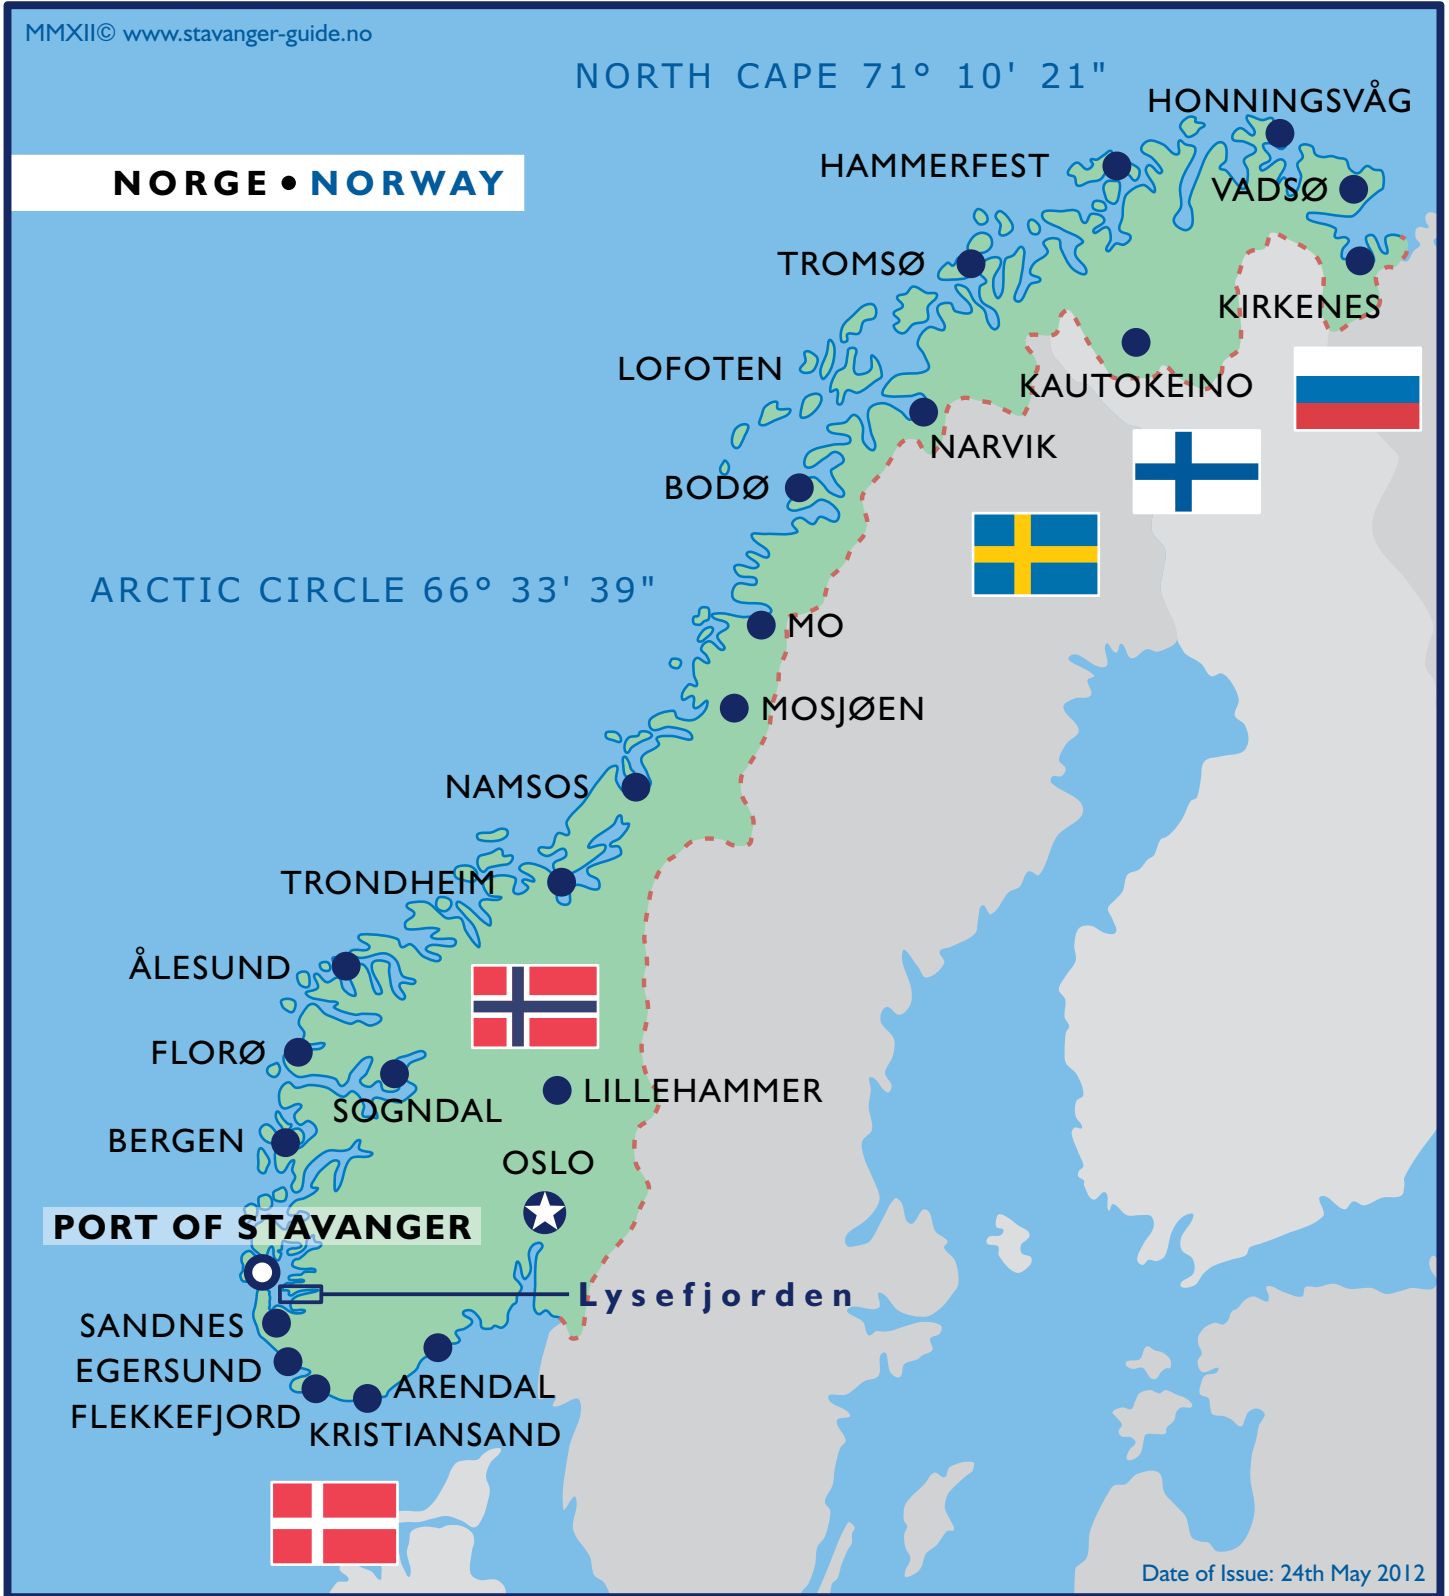 MMXII© www.stavanger-guide.no
NORTH CAPE 71° 10' 21"
HONNINGSVÅG
HAMMERFEST
NORGE • NORWAY
VADSØ
TROMSØ
KIRKENES
LOFOTEN
KAUTOKEINO
NARVIK
BODØ
ARCTIC CIRCLE 66° 33' 39"
MO
MOSJØEN
NAMSOS
TRONDHEIM
ÅLESUND
FLORØ
LILLEHAMMER
SOGNDAL
BERGEN
OSLO
PORT OF STAVANGER
Lysefjorden
SANDNES
EGERSUND
ARENDAL
FLEKKEFJORD
KRISTIANSAND
Date of Issue: 24th May 2012